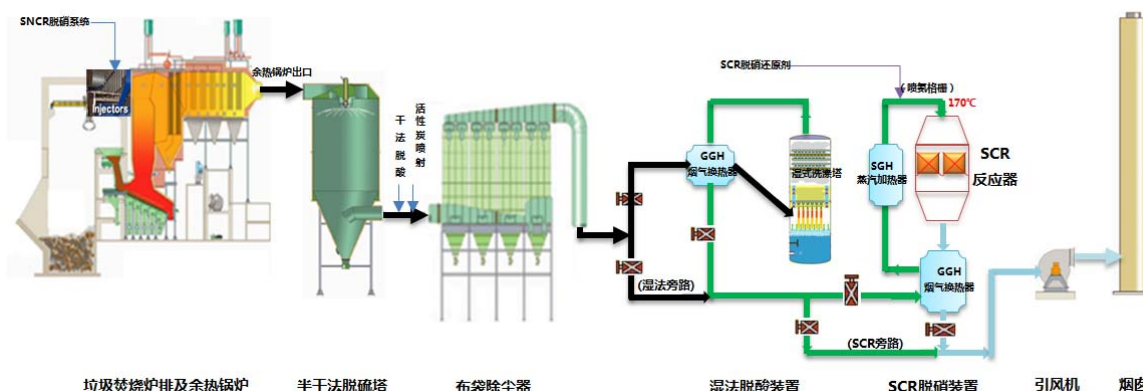 SNCR脱硝系统
injectors
余热锅炉出口
干法脱酸
活性炭喷射
GGH
烟气换热器
湿式洗涤塔
SCR脱硝还原剂
(喷氨格栅)
170℃
SGH
蒸汽加热器
SCR
反应器
GGH
烟气换热器
(湿法旁路)
(SCR旁路)
垃圾焚烧炉排及余热锅炉
半干法脱硫塔
布袋除尘器
湿法脱酸装置
SCR脱硝装置
引风机
烟囱